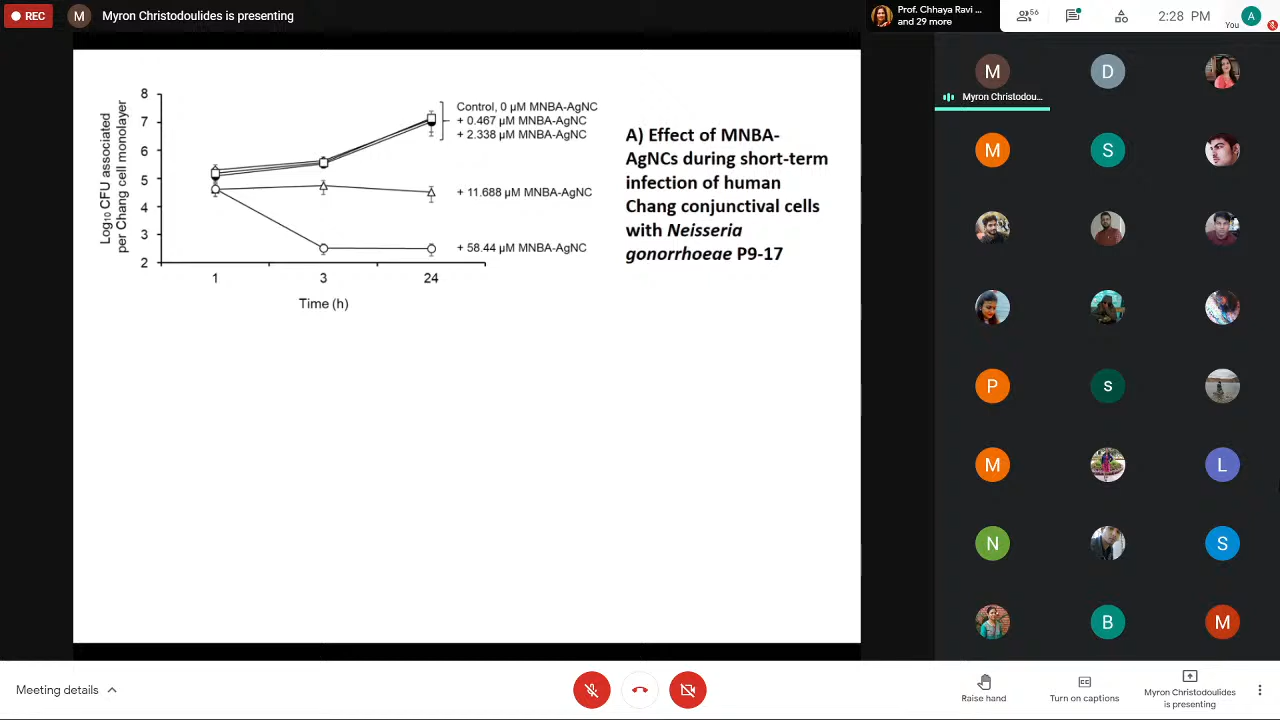 REC
M
Myron Christodoulides is presenting
Prof. Chhaya Ravi ...
and 29 more
56
2:28 PM
A
You
8
7
6
5
4
3
2
Log10 CFU associated
per Chang cell monolayer
1
3
24
Time (h)
Control, 0 µM MNBA-AgNC
+ 0.467 µM MNBA-AgNC
+ 2.338 µM MNBA-AgNC
+ 11.688 µM MNBA-AgNC
+ 58.44 µM MNBA-AgNC
A) Effect of MNBA-
AgNCs during short-term
infection of human
Chang conjunctival cells
with Neisseria
gonorrhoeae P9-17
M
D
Myron Christodou...
M
S
P
s
M
L
N
S
B
M
Meeting details
Raise hand
CC
Turn on captions
Myron Christodoulides
is presenting